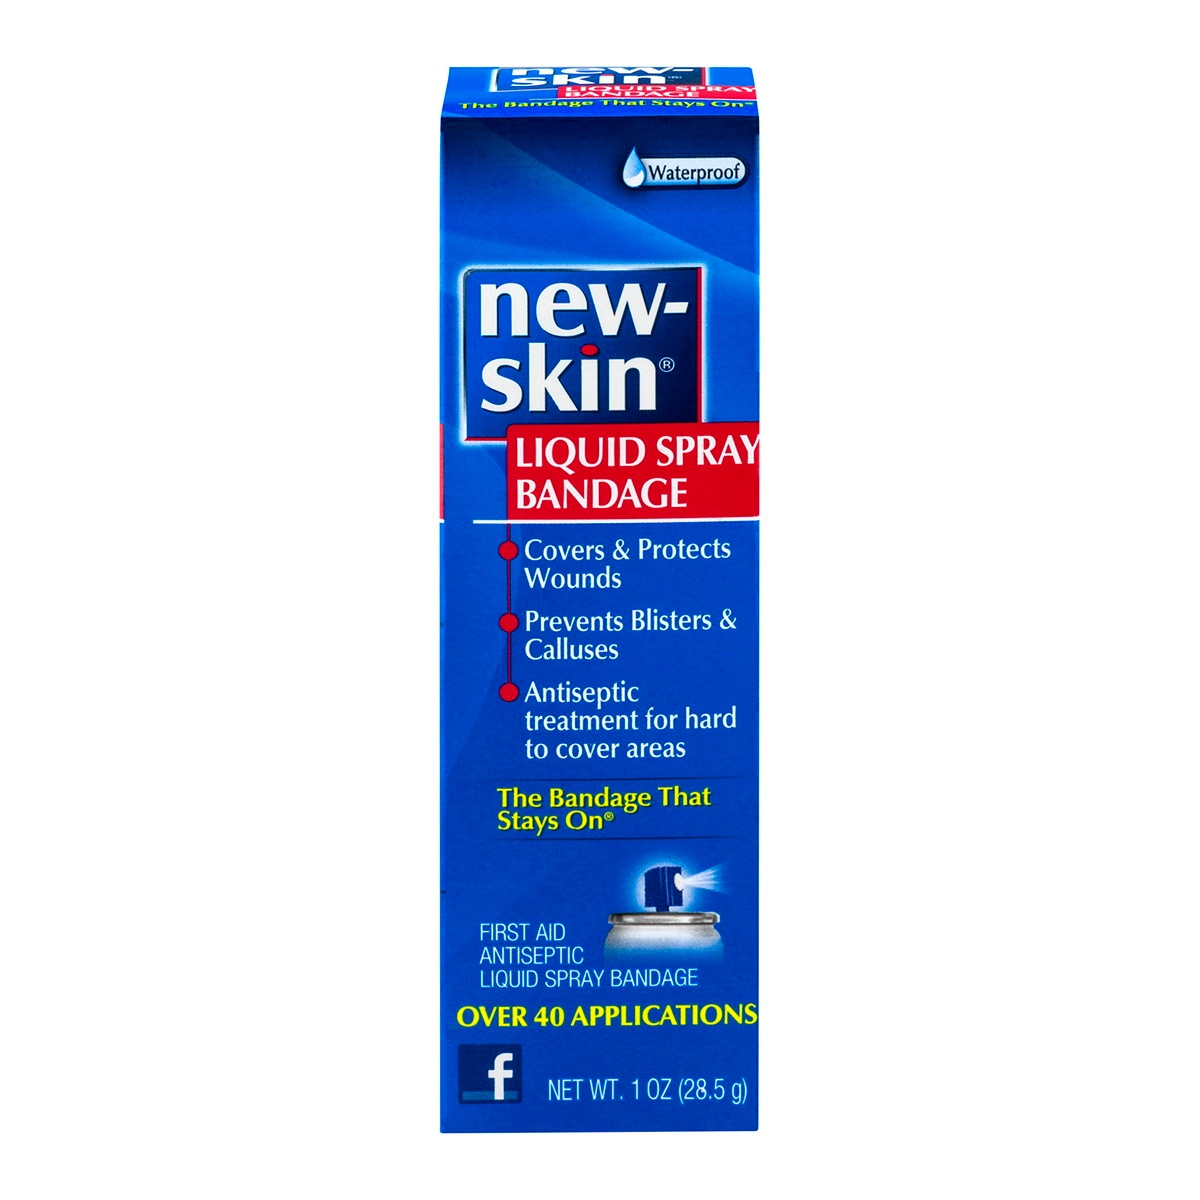 new-
skin®
LIQUID SPRAY
BANDAGE
The Bandage That Stays On®
Waterproof
new-
skin®
LIQUID SPRAY
BANDAGE
Covers & Protects
Wounds
Prevents Blisters &
Calluses
Antiseptic
treatment for hard
to cover areas
The Bandage That
Stays On®
FIRST AID
ANTISEPTIC
LIQUID SPRAY BANDAGE
OVER 40 APPLICATIONS
f
NET WT. 1 OZ (28.5 g)